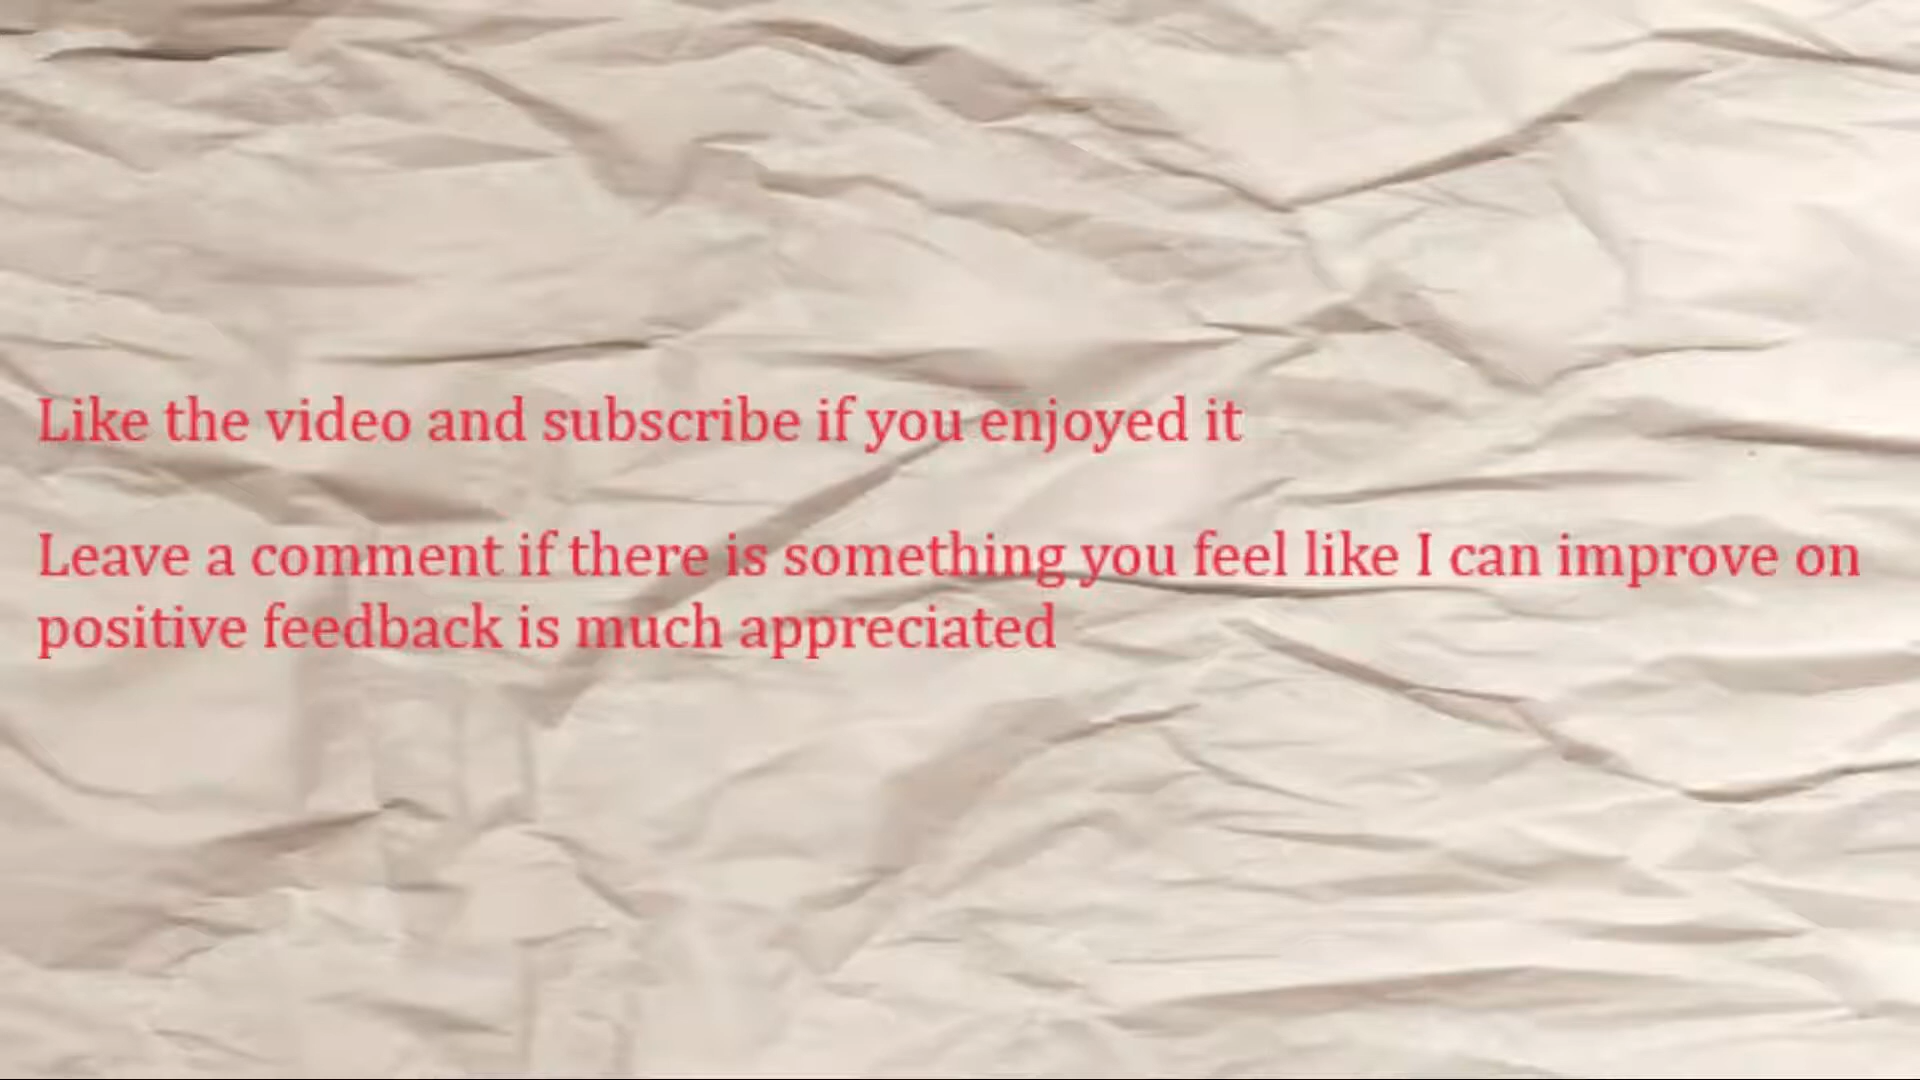 Like the video and subscribe if you enjoyed it
Leave a comment if there is something you feel like I can improve on
positive feedback is much appreciated